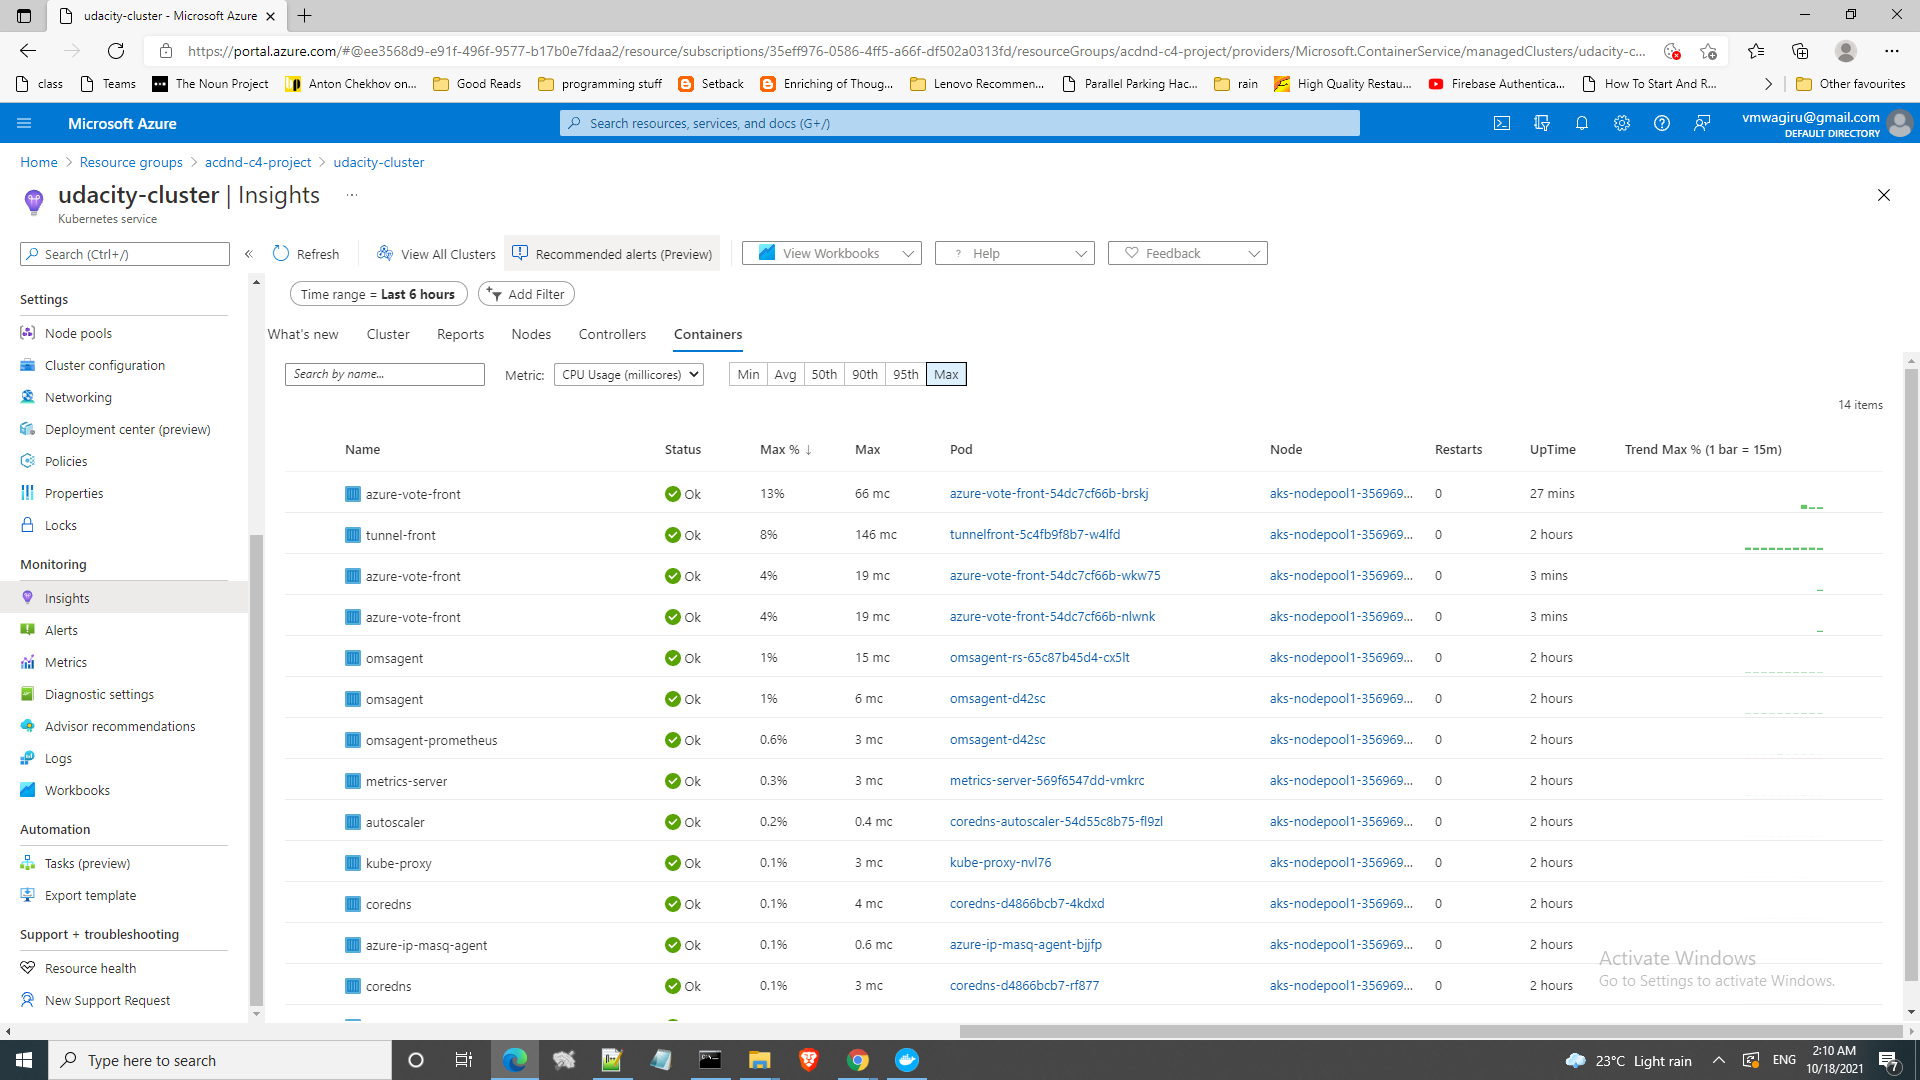 udacity-cluster - Microsoft Azure
https://portal.azure.com/#@ee3568d9-e91f-496f-9577-b17b0e7fdaa2/resource/subscriptions/35eff976-0586-4ff5-a66f-df502a0313fd/resourceGroups/acdnd-c4-project/providers/Microsoft.ContainerService/managedClusters/udacity-c...
class Teams The Noun Project Anton Chekhov on... Good Reads programming stuff Setback Enriching of Thoug... Lenovo Recommen... Parallel Parking Hac... rain High Quality Restau... Firebase Authentica... How To Start And R... Other favourites
Microsoft Azure
Search resources, services, and docs (G+/)
vmwagiru@gmail.com
DEFAULT DIRECTORY
Home > Resource groups > acdnd-c4-project > udacity-cluster
udacity-cluster | Insights ...
Kubernetes service
Search (Ctrl+/)
«
Refresh View All Clusters Recommended alerts (Preview) View Workbooks ? Help Feedback
Time range = Last 6 hours Add Filter
What's new Cluster Reports Nodes Controllers Containers
Search by name... Metric: CPU Usage (millicores) Min Avg 50th 90th 95th Max
14 items
Settings
Node pools
Cluster configuration
Networking
Deployment center (preview)
Policies
Properties
Locks
Monitoring
Insights
Alerts
Metrics
Diagnostic settings
Advisor recommendations
Logs
Workbooks
Automation
Tasks (preview)
Export template
Support + troubleshooting
Resource health
New Support Request
Name Status Max % ↓ Max Pod Node Restarts UpTime Trend Max % (1 bar = 15m)
azure-vote-front Ok 13% 66 mc azure-vote-front-54dc7cf66b-brskj aks-nodepool1-356969... 0 27 mins
tunnel-front Ok 8% 146 mc tunnelfront-5c4fb9f8b7-w4lfd aks-nodepool1-356969... 0 2 hours
azure-vote-front Ok 4% 19 mc azure-vote-front-54dc7cf66b-wkw75 aks-nodepool1-356969... 0 3 mins
azure-vote-front Ok 4% 19 mc azure-vote-front-54dc7cf66b-nlwnk aks-nodepool1-356969... 0 3 mins
omsagent Ok 1% 15 mc omsagent-rs-65c87b45d4-cx5lt aks-nodepool1-356969... 0 2 hours
omsagent Ok 1% 6 mc omsagent-d42sc aks-nodepool1-356969... 0 2 hours
omsagent-prometheus Ok 0.6% 3 mc omsagent-d42sc aks-nodepool1-356969... 0 2 hours
metrics-server Ok 0.3% 3 mc metrics-server-569f6547dd-vmkrc aks-nodepool1-356969... 0 2 hours
autoscaler Ok 0.2% 0.4 mc coredns-autoscaler-54d55c8b75-fl9zl aks-nodepool1-356969... 0 2 hours
kube-proxy Ok 0.1% 3 mc kube-proxy-nvl76 aks-nodepool1-356969... 0 2 hours
coredns Ok 0.1% 4 mc coredns-d4866bcb7-4kdxd aks-nodepool1-356969... 0 2 hours
azure-ip-masq-agent Ok 0.1% 0.6 mc azure-ip-masq-agent-bjjfp aks-nodepool1-356969... 0 2 hours
coredns Ok 0.1% 3 mc coredns-d4866bcb7-rf877 aks-nodepool1-356969... 0 2 hours
Activate Windows
Go to Settings to activate Windows.
Type here to search
23°C Light rain
ENG
2:10 AM
10/18/2021
7